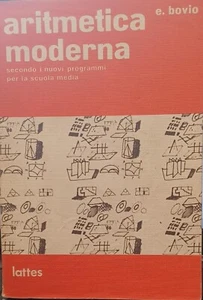 e. bovio
aritmetica
moderna
secondo i nuovi programmi
per la scuola media
lattes